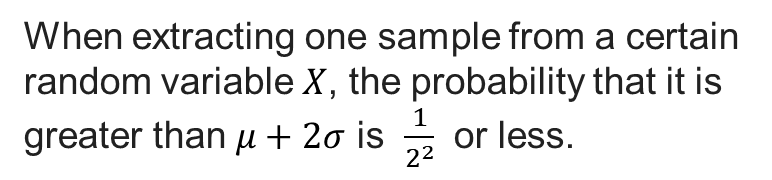 When extracting one sample from a certain
random variable X, the probability that it is
greater than μ + 2σ is 1/2² or less.